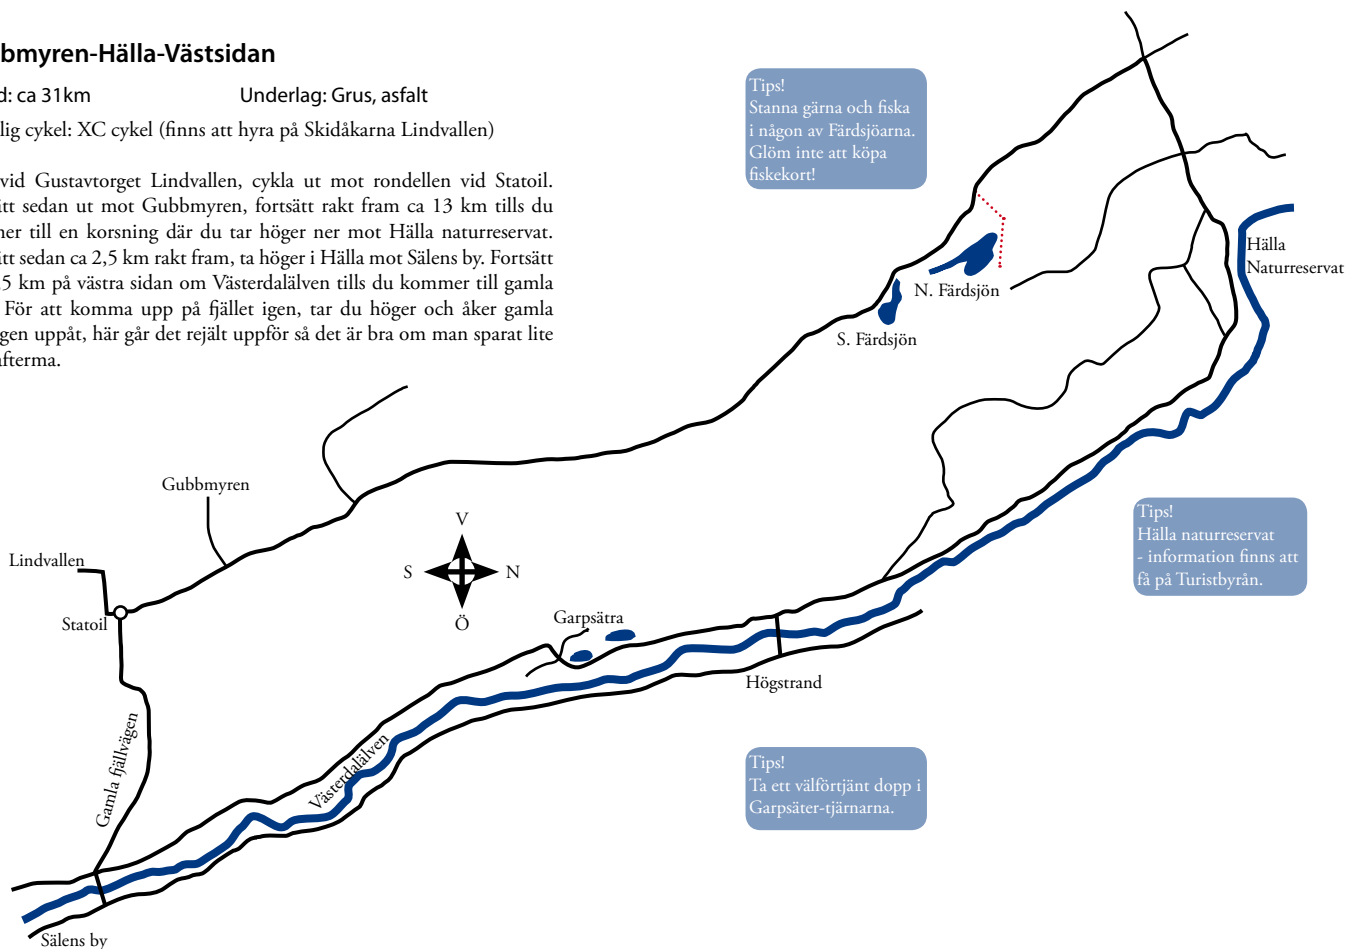 bmyren-Hälla-Västsidan
d: ca 31km Underlag: Grus, asfalt
lig cykel: XC cykel (finns att hyra på Skidåkarna Lindvallen)
vid Gustavtorget Lindvallen, cykla ut mot rondellen vid Statoil.
ätt sedan ut mot Gubbmyren, fortsätt rakt fram ca 13 km tills du
mer till en korsning där du tar höger ner mot Hälla naturreservat.
ätt sedan ca 2,5 km rakt fram, ta höger i Hälla mot Sälens by. Fortsätt
5 km på västra sidan om Västerdalälven tills du kommer till gamla
För att komma upp på fjället igen, tar du höger och åker gamla
gen uppåt, här går det rejält uppför så det är bra om man sparat lite
fterma.
Tips!
Stanna gärna och fiska
i någon av Färdsjöarna.
Glöm inte att köpa
fiskekort!
Hälla
Naturreservat
N. Färdsjön
S. Färdsjön
Gubbmyren
Lindvallen
Statoil
V
S N
Ö
Garpsätra
Högstrand
Tips!
Hälla naturreservat
- information finns att
få på Turistbyrån.
Gamla fjällvägen
Västerdalälven
Tips!
Ta ett välförtjänt dopp i
Garpsäter-tjärnarna.
Sälens by